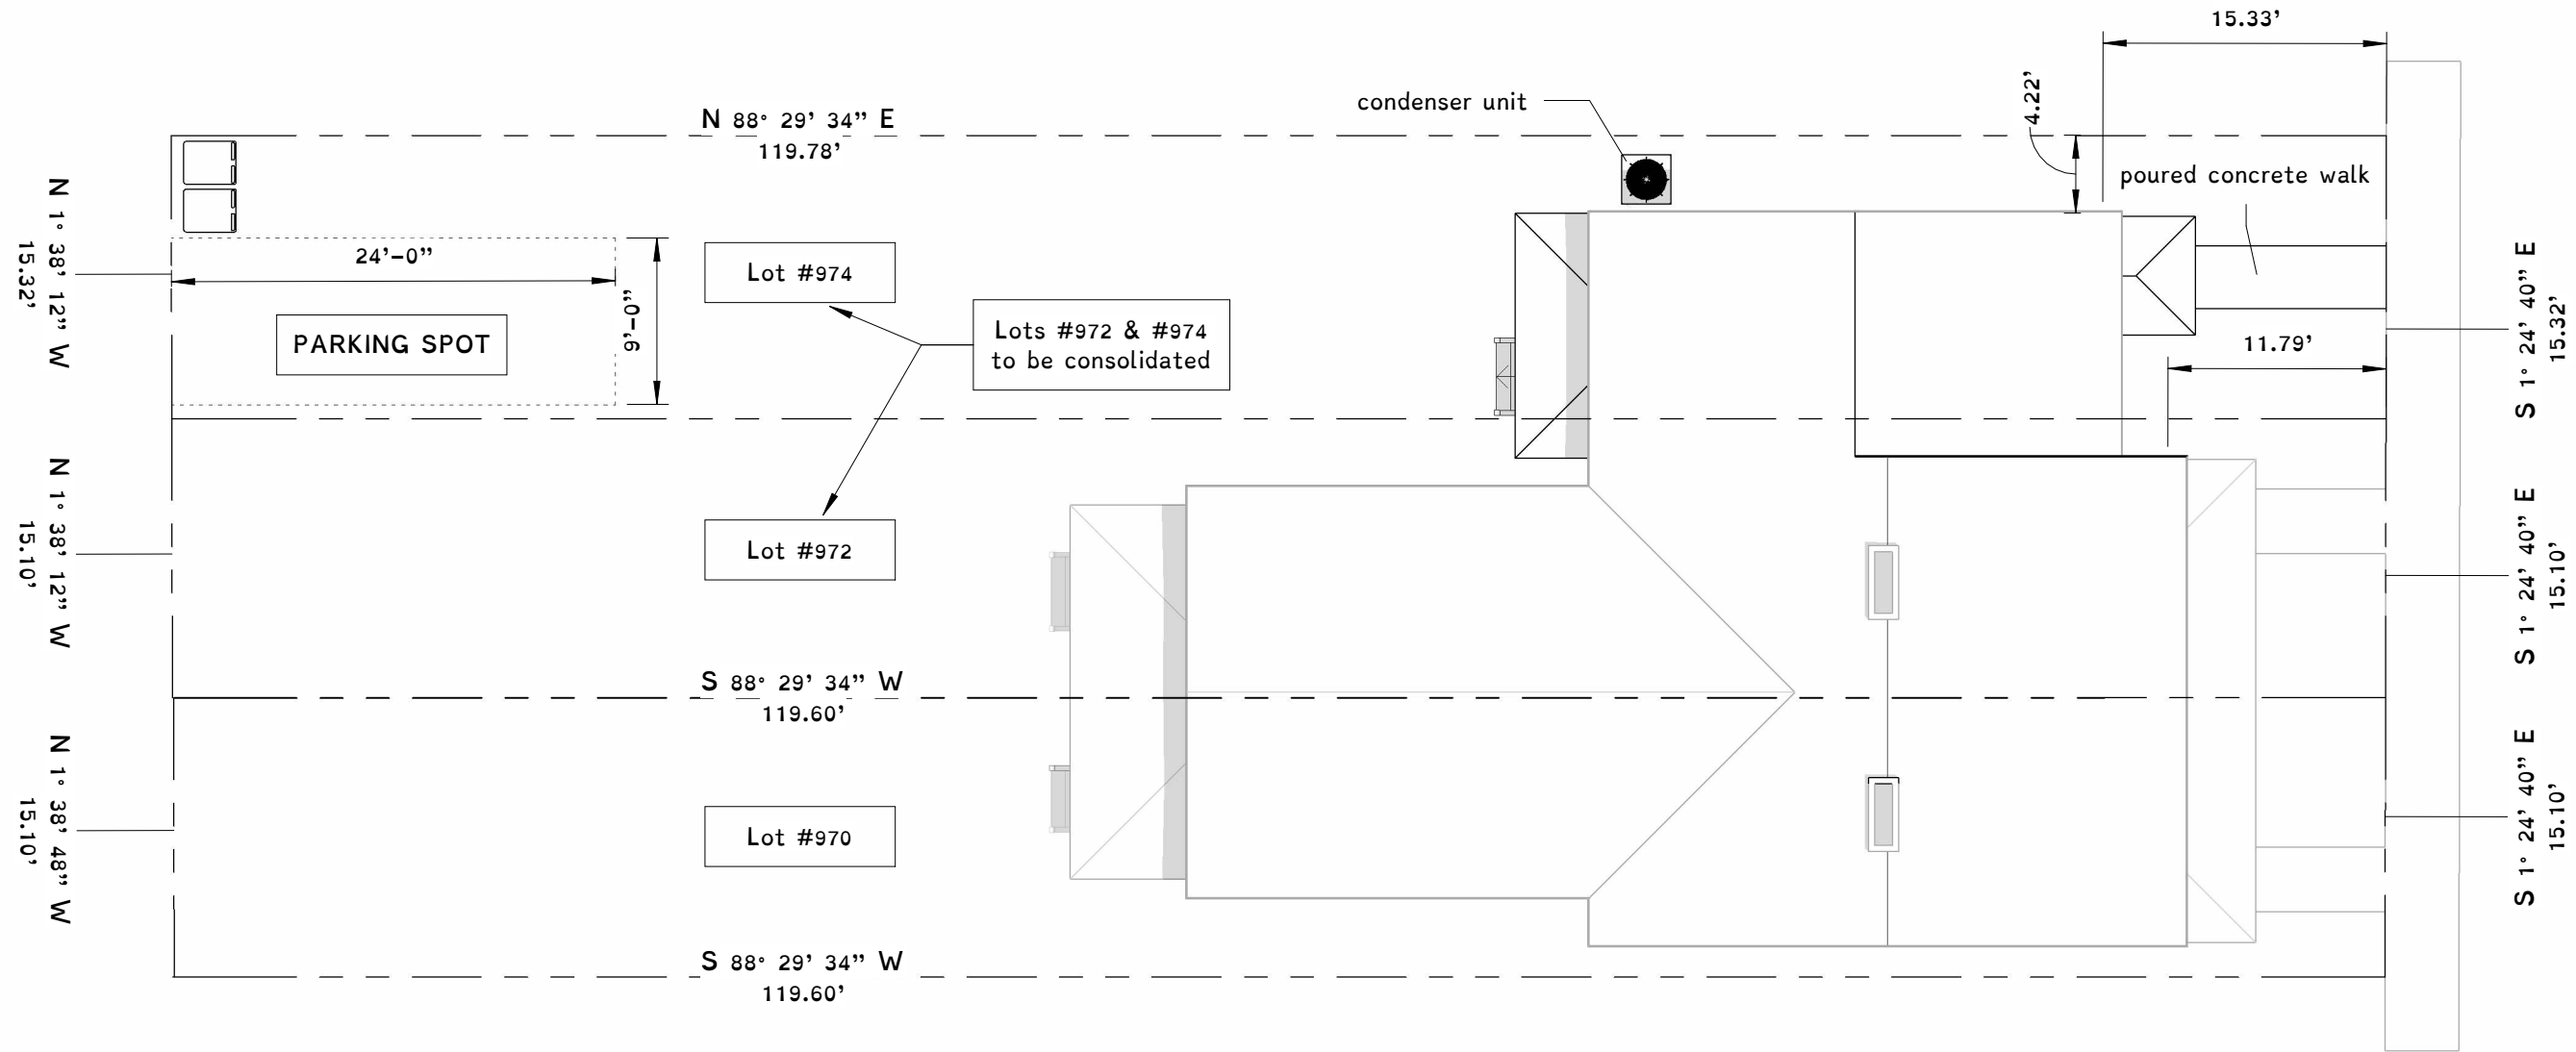 15.33’
4.22’
condenser unit
N 88° 29’ 34” E
119.78’
poured concrete walk
N 1° 38’ 12” W
15.32’
24’–0”
9’–0”
PARKING SPOT
Lot #974
Lots #972 & #974
to be consolidated
S 1° 24’ 40” E
15.32’
11.79’
N 1° 38’ 12” W
15.10’
Lot #972
S 1° 24’ 40” E
15.10’
S 88° 29’ 34” W
119.60’
N 1° 38’ 48” W
15.10’
Lot #970
S 1° 24’ 40” E
15.10’
S 88° 29’ 34” W
119.60’